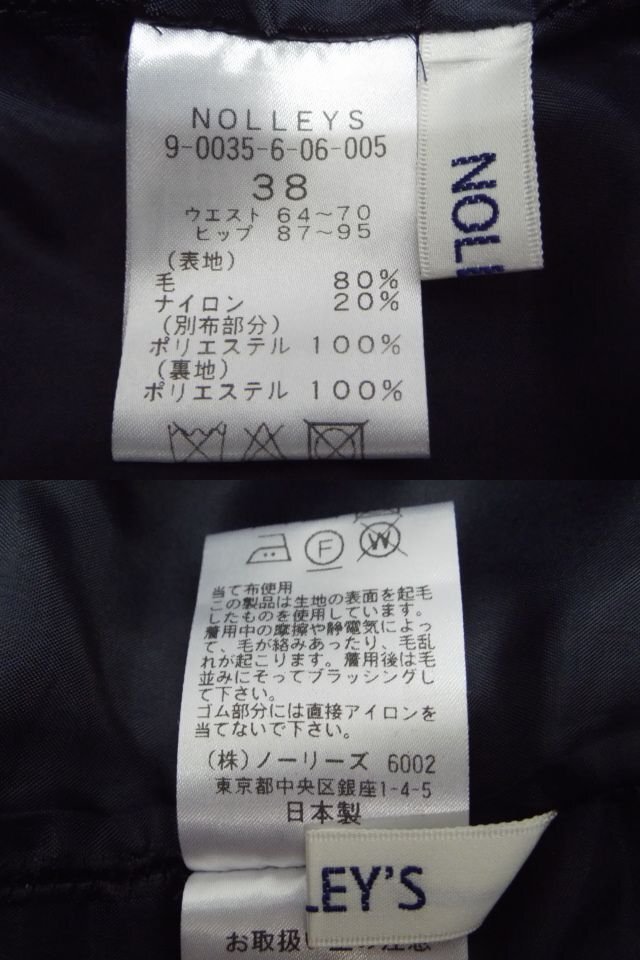 NOLLEYS
9-0035-6-06-005
38
ウエスト 64~70
ヒップ 87~95
(表地)
毛 80%
ナイロン 20%
(別布部分)
ポリエステル 100%
(裏地)
ポリエステル 100%
NOL
F
W
当て布使用
この製品は生地の表面を起毛
したものを使用しています。
着用中の摩擦や静電気によっ
て、毛が絡みあったり、毛乱
れが起こります。着用後は毛
並みにそってブラッシングし
て下さい。
ゴム部分には直接アイロンを
当てないで下さい。
(株)ノーリーズ 6002
東京都中央区銀座1-4-5
日本製
LEY'S
お取扱い上の注意